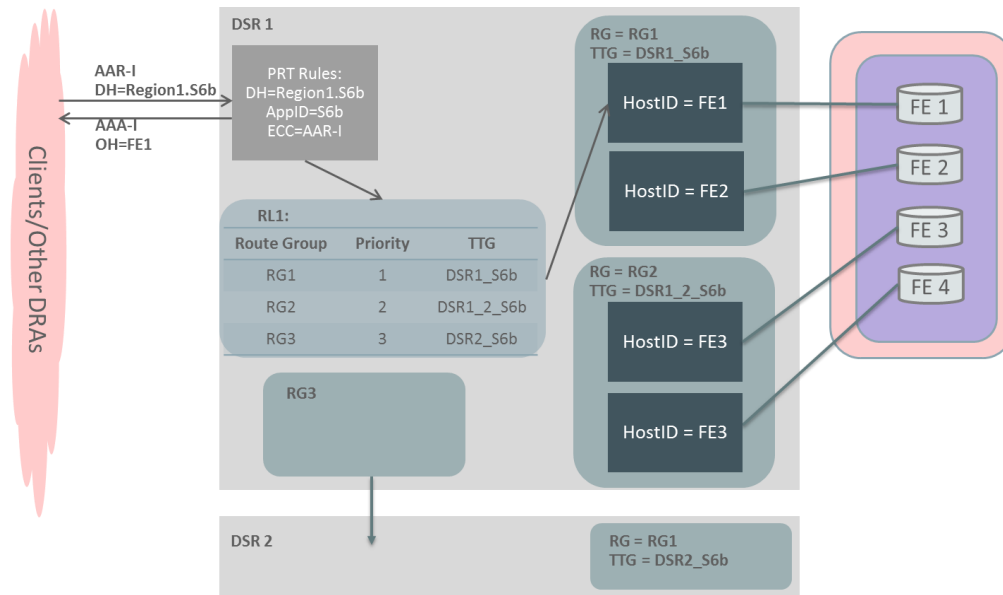 DSR 1
AAR-I
DH=Region1.S6b
AAA-I
OH=FE1
Clients/Other DRAs
PRT Rules:
DH=Region1.S6b
AppID=S6b
ECC=AAR-I
RL1:
Route Group Priority TTG
RG1 1 DSR1_S6b
RG2 2 DSR1_2_S6b
RG3 3 DSR2_S6b
RG3
RG = RG1
TTG = DSR1_S6b
HostID = FE1
HostID = FE2
RG = RG2
TTG = DSR1_2_S6b
HostID = FE3
HostID = FE3
FE 1
FE 2
FE 3
FE 4
DSR 2
RG = RG1
TTG = DSR2_S6b